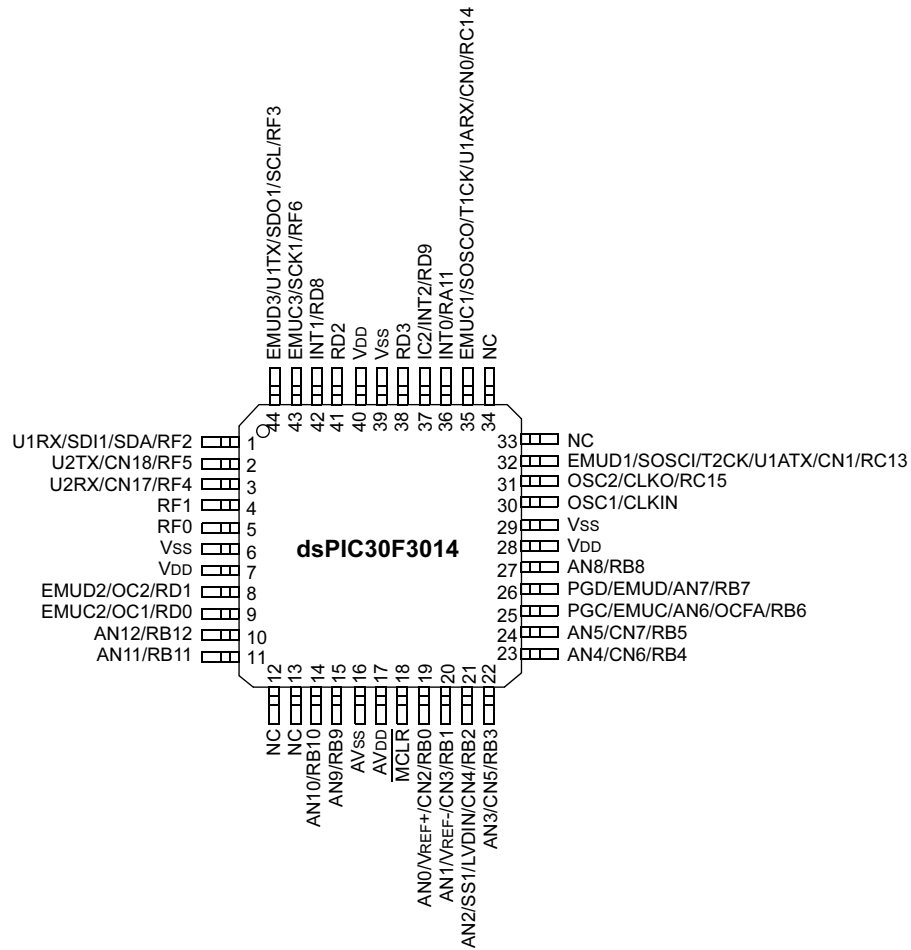 EMUD3/U1TX/SDO1/SCL/RF3
EMUC3/SCK1/RF6
INT1/RD8
RD2
VDD
VSS
RD3
IC2/INT2/RD9
INT0/RA11
EMUC1/SOSCO/T1CK/U1ARX/CN0/RC14
NC
44
43
42
41
40
39
38
37
36
35
34
U1RX/SDI1/SDA/RF2 1
U2TX/CN18/RF5 2
U2RX/CN17/RF4 3
RF1 4
RF0 5
VSS 6
VDD 7
EMUD2/OC2/RD1 8
EMUC2/OC1/RD0 9
AN12/RB12 10
AN11/RB11 11
dsPIC30F3014
33 NC
32 EMUD1/SOSCI/T2CK/U1ATX/CN1/RC13
31 OSC2/CLKO/RC15
30 OSC1/CLKIN
29 VSS
28 VDD
27 AN8/RB8
26 PGD/EMUD/AN7/RB7
25 PGC/EMUC/AN6/OCFA/RB6
24 AN5/CN7/RB5
23 AN4/CN6/RB4
12
13
14
15
16
17
18
19
20
21
22
NC
NC
AN10/RB10
AN9/RB9
AVSS
AVDD
MCLR
AN0/VREF+/CN2/RB0
AN1/VREF-/CN3/RB1
AN2/SS1/LVDIN/CN4/RB2
AN3/CN5/RB3